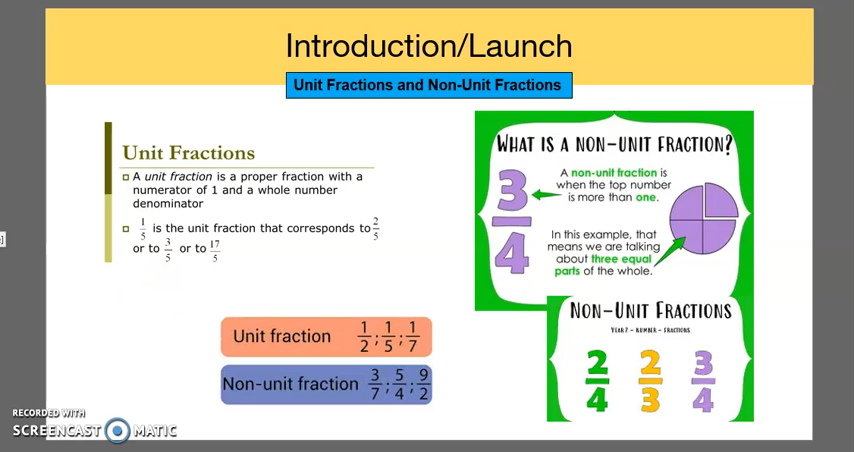 Introduction/Launch
Unit Fractions and Non-Unit Fractions
Unit Fractions
A unit fraction is a proper fraction with a
numerator of 1 and a whole number
denominator
1/5 is the unit fraction that corresponds to 2/5
or to 3/5 or to 17/5
WHAT IS A NON-UNIT FRACTION?
3/4
A non-unit fraction is
when the top number
is more than one.
In this example, that
means we are talking
about three equal
parts of the whole.
Unit fraction 1/2 ; 1/5 ; 1/7
Non-unit fraction 3/7 ; 5/4 ; 9/2
NON-UNIT FRACTIONS
YEAR 2 - NUMBER - FRACTIONS
2/4 2/3 3/4
RECORDED WITH
SCREENCAST MATIC